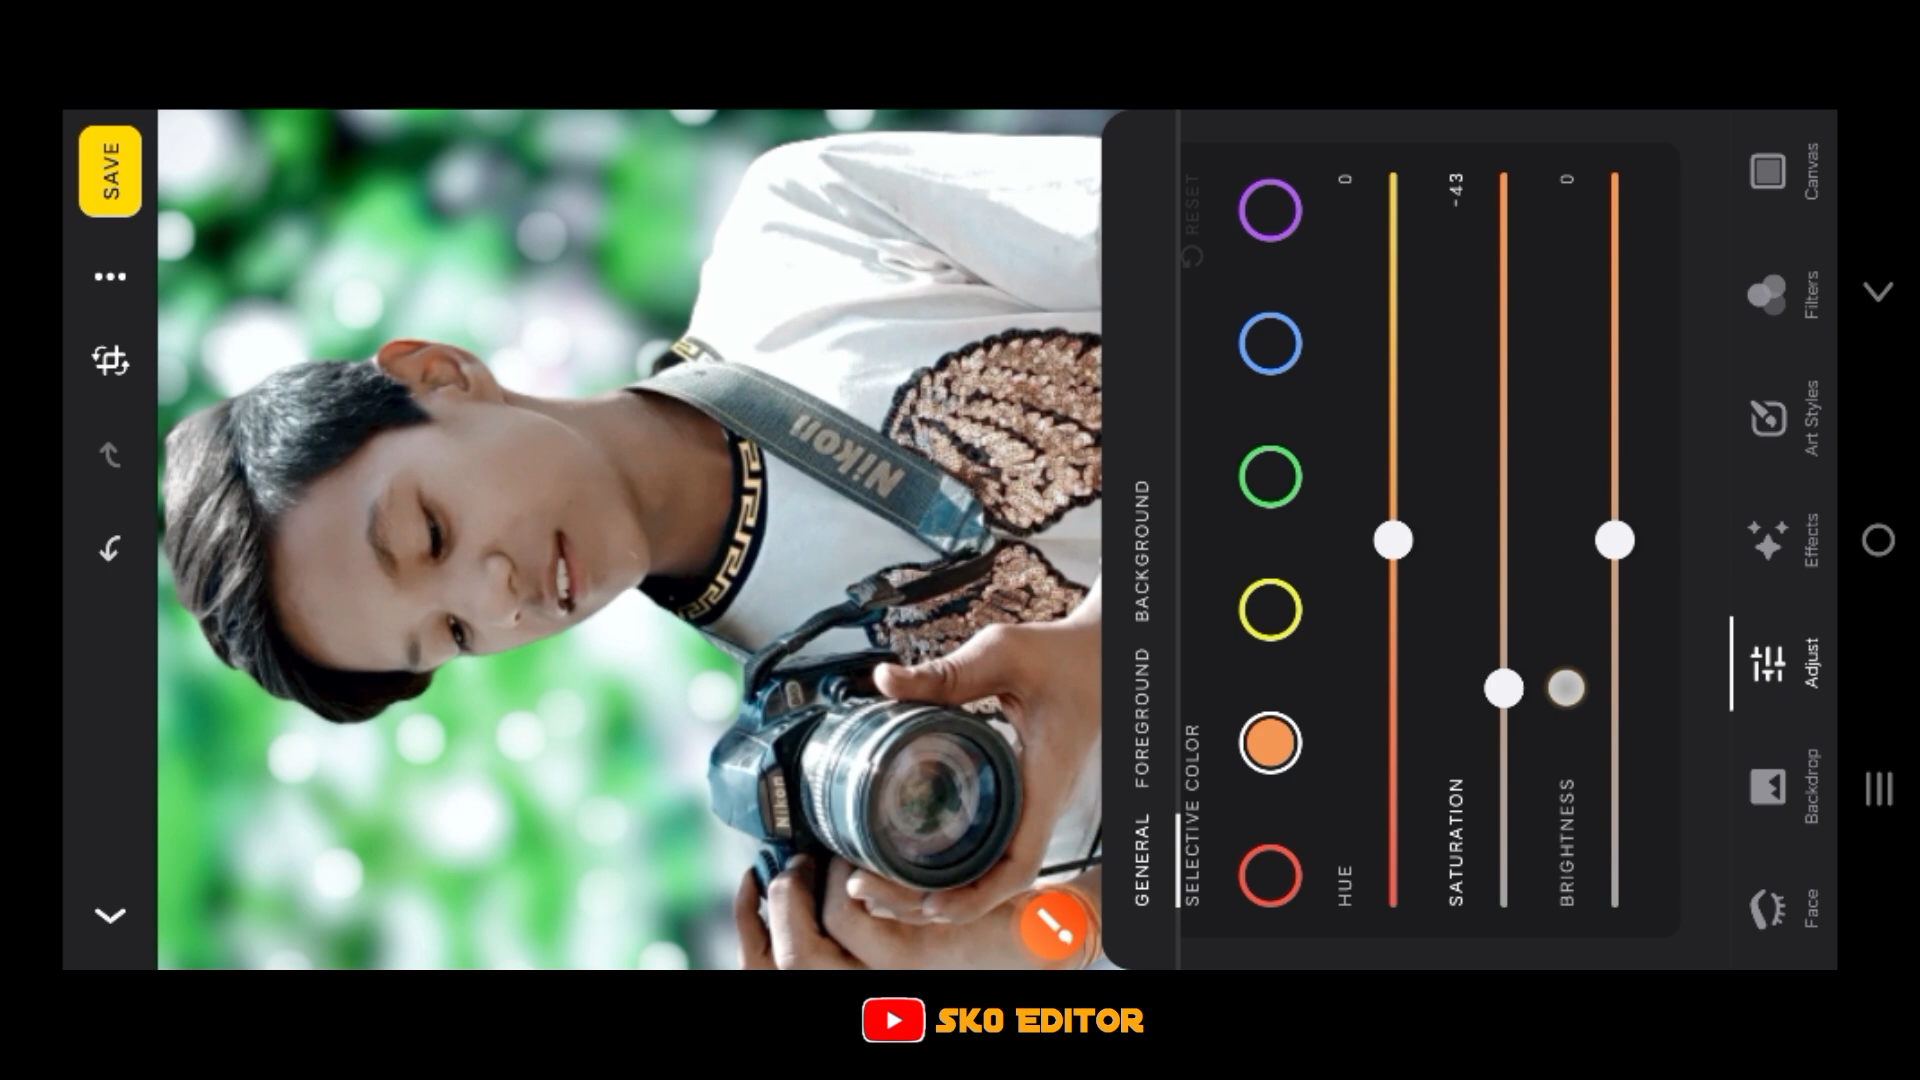 SAVE
Nikon
Nikon
GENERAL FOREGROUND BACKGROUND
SELECTIVE COLOR RESET
HUE 0
SATURATION -43
BRIGHTNESS 0
Face Backdrop Adjust Effects Art Styles Filters Canvas
SKO EDITOR